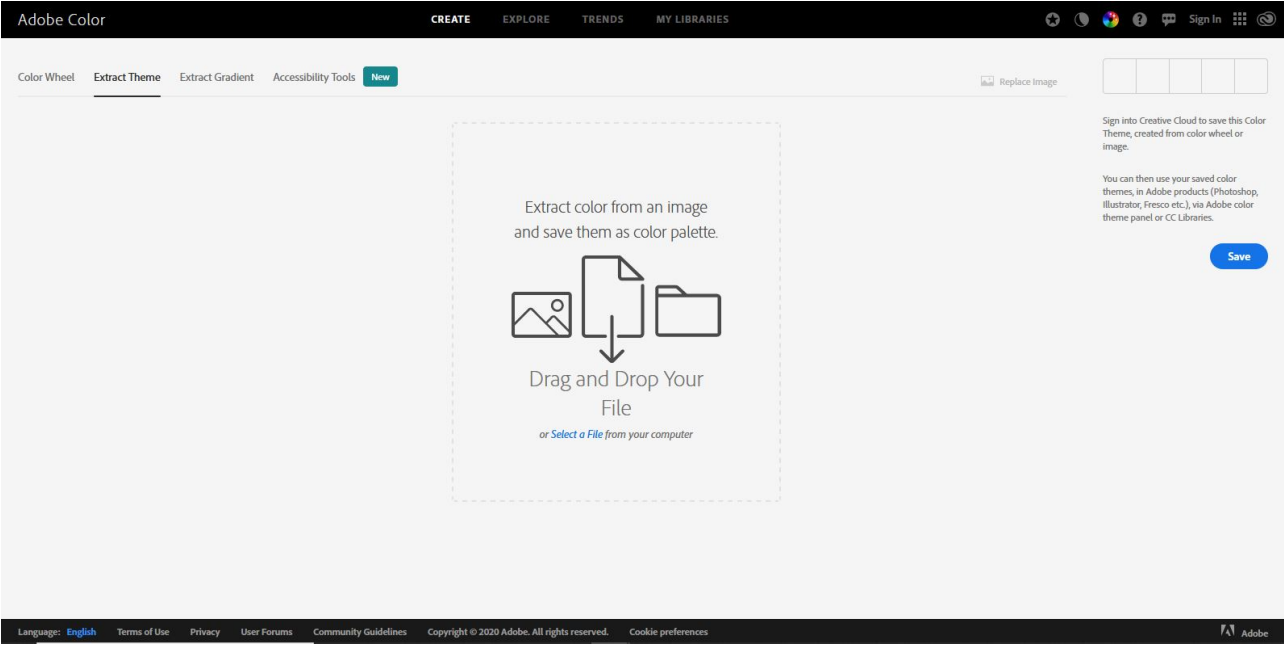 Adobe Color CREATE EXPLORE TRENDS MY LIBRARIES Sign In
Color Wheel Extract Theme Extract Gradient Accessibility Tools New
Replace Image
Extract color from an image
and save them as color palette.
Drag and Drop Your
File
or Select a File from your computer
Sign into Creative Cloud to save this Color
Theme, created from color wheel or
image.
You can then use your saved color
themes, in Adobe products (Photoshop,
Illustrator, Fresco etc.), via Adobe color
theme panel or CC Libraries.
Save
Language: English Terms of Use Privacy User Forums Community Guidelines Copyright © 2020 Adobe. All rights reserved. Cookie preferences Adobe